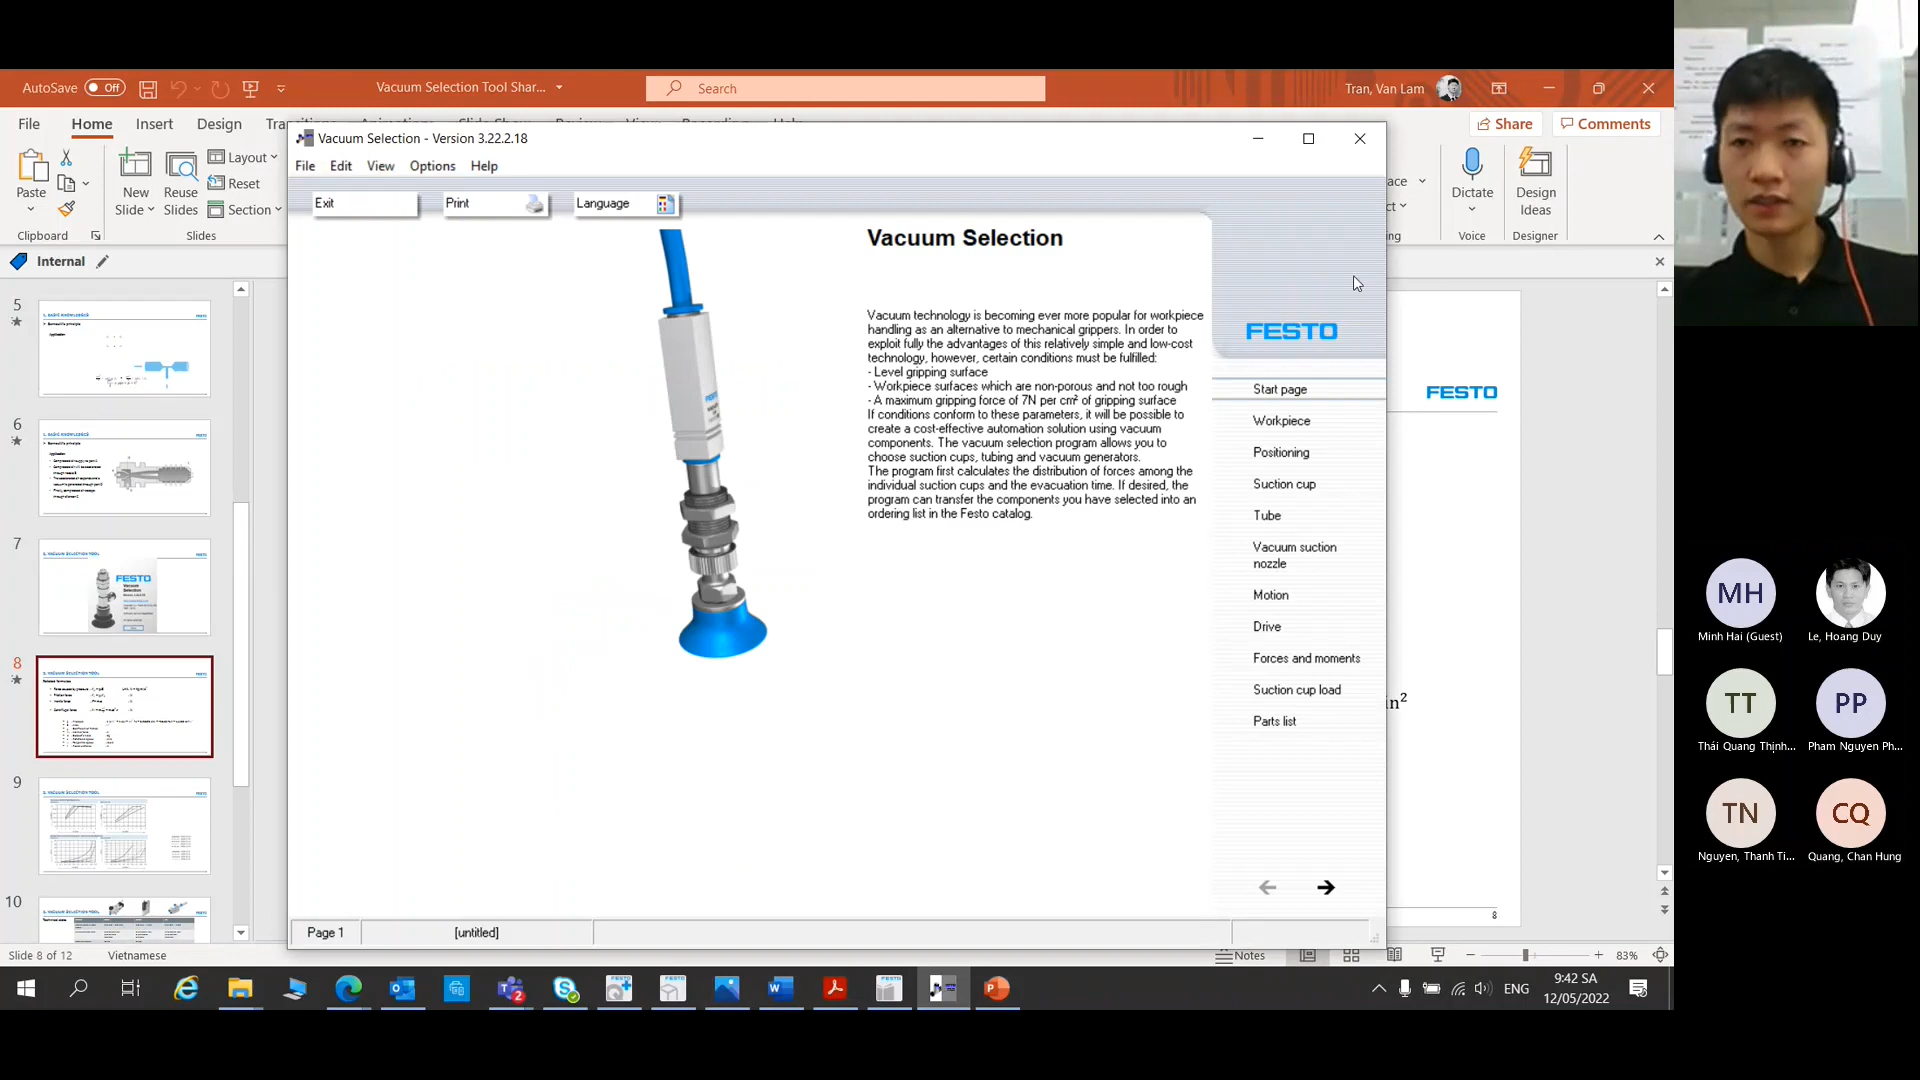 AutoSave Off
Vacuum Selection Tool Shar...
Search
Tran, Van Lam
File
Home
Insert
Design
Share
Comments
Paste
New
Slide
Reuse
Slides
Layout
Reset
Section
Clipboard
Slides
Dictate
Design
Ideas
Voice
Designer
Internal
Vacuum Selection - Version 3.22.2.18
File
Edit
View
Options
Help
Exit
Print
Language
Vacuum Selection
Vacuum technology is becoming ever more popular for workpiece
handling as an alternative to mechanical grippers. In order to
exploit fully the advantages of this relatively simple and low-cost
technology, however, certain conditions must be fulfilled:
- Level gripping surface
- Workpiece surfaces which are non-porous and not too rough
- A maximum gripping force of 7N per cm² of gripping surface
If conditions conform to these parameters, it will be possible to
create a cost-effective automation solution using vacuum
components. The vacuum selection program allows you to
choose suction cups, tubing and vacuum generators.
The program first calculates the distribution of forces among the
individual suction cups and the evacuation time. If desired, the
program can transfer the components you have selected into an
ordering list in the Festo catalog.
FESTO
Start page
Workpiece
Positioning
Suction cup
Tube
Vacuum suction
nozzle
Motion
Drive
Forces and moments
Suction cup load
Parts list
Page 1
[untitled]
FESTO
in²
8
5
6
7
FESTO
Vacuum
Selection
8
9
10
Slide 8 of 12
Vietnamese
Notes
83%
ENG
9:42 SA
12/05/2022
MH
Minh Hai (Guest)
Le, Hoang Duy
TT
Thái Quang Thịnh...
PP
Pham Nguyen Ph...
TN
Nguyen, Thanh Ti...
CQ
Quang, Chan Hung